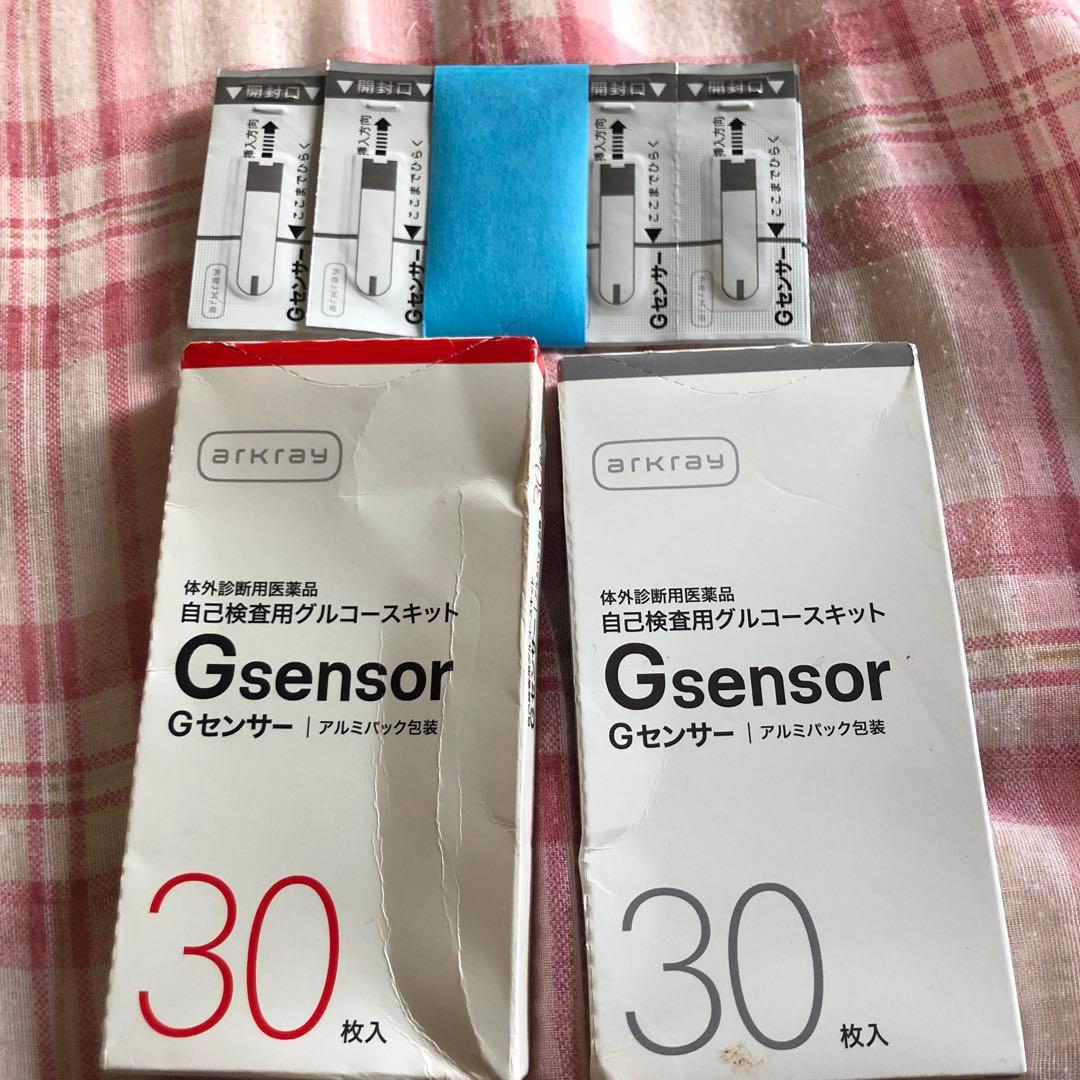 ▼開封口▼
挿入方向
ここまでひらく
Gセンサー
arkray
▼開封口▼
挿入方向
ここまでひらく
Gセンサー
arkray
開封口▼
挿入方向
ここまでひらく
Gセンサー
▼開封口▼
挿入方向
ここまでひらく
Gセンサー
arkray
arkray
体外診断用医薬品
自己検査用グルコースキット
Gsensor
Gセンサー | アルミパック包装
30枚入
30
arkray
体外診断用医薬品
自己検査用グルコースキット
Gsensor
Gセンサー | アルミパック包装
30枚入